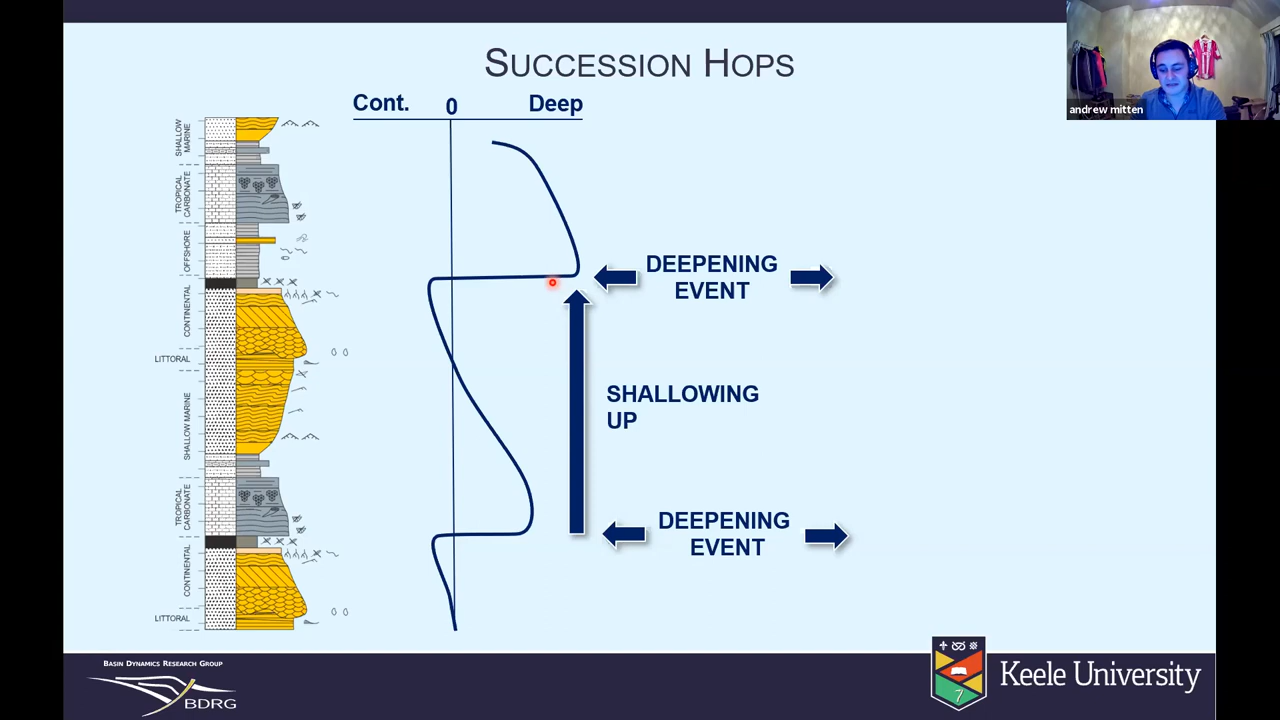 SUCCESSION HOPS
andrew mitten
Cont.
0
Deep
SHALLOW
MARINE
TROPICAL
CARBONATE
OFFSHORE
CONTINENTAL
LITTORAL
SHALLOW MARINE
TROPICAL
CARBONATE
CONTINENTAL
LITTORAL
DEEPENING
EVENT
SHALLOWING
UP
DEEPENING
EVENT
BASIN DYNAMICS RESEARCH GROUP
BDRG
Keele University